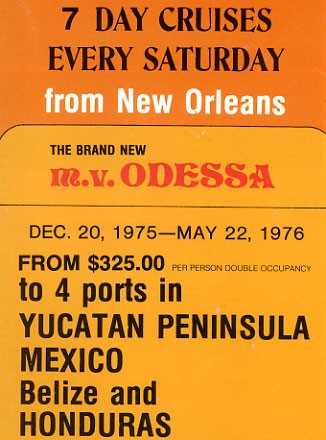 7 DAY CRUISES
EVERY SATURDAY
from New Orleans
THE BRAND NEW
m.v. ODESSA
DEC. 20, 1975—MAY 22, 1976
FROM $325.00 PER PERSON DOUBLE OCCUPANCY
to 4 ports in
YUCATAN PENINSULA
MEXICO
Belize and
HONDURAS